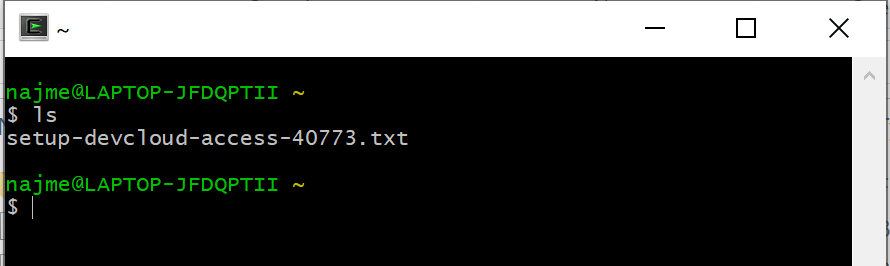 ~
najme@LAPTOP-JFDQPTII ~
$ ls
setup-devcloud-access-40773.txt
najme@LAPTOP-JFDQPTII ~
$